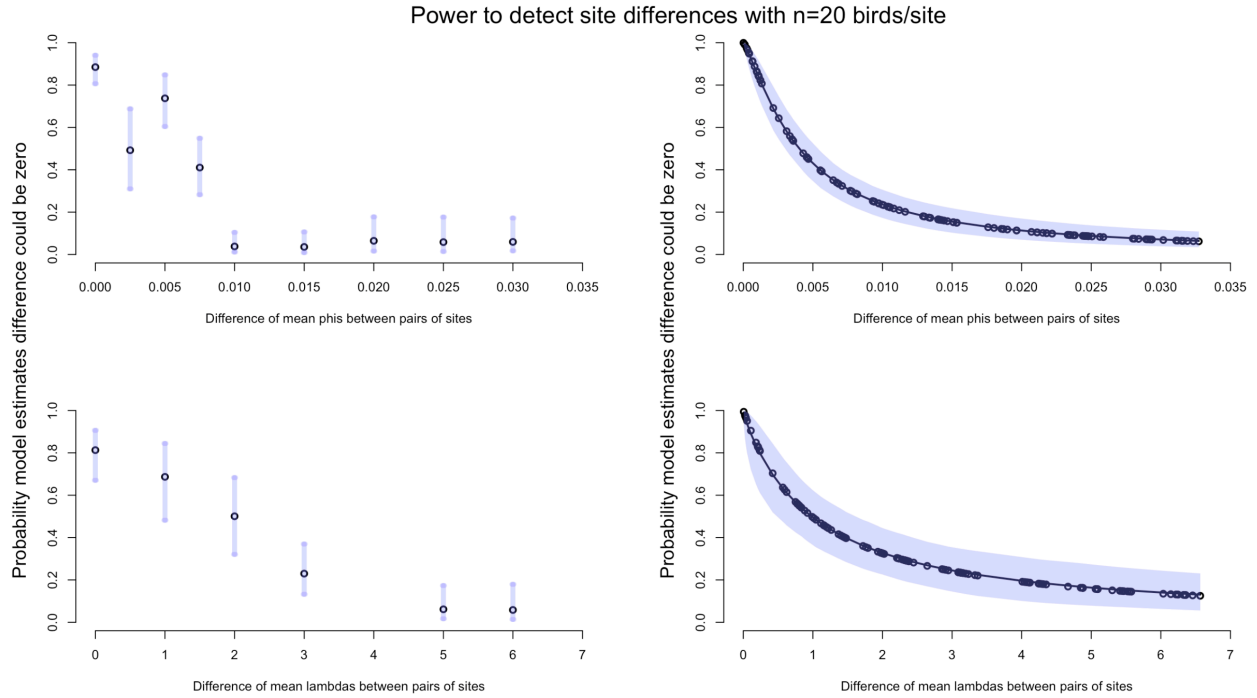 Power to detect site differences with n=20 birds/site
Probability model estimates difference could be zero
1.0
0.8
0.6
0.4
0.2
0.0
0.000 0.005 0.010 0.015 0.020 0.025 0.030 0.035
Difference of mean phis between pairs of sites
Probability model estimates difference could be zero
1.0
0.8
0.6
0.4
0.2
0.0
0.000 0.005 0.010 0.015 0.020 0.025 0.030 0.035
Difference of mean phis between pairs of sites
1.0
0.8
0.6
0.4
0.2
0.0
0 1 2 3 4 5 6 7
Difference of mean lambdas between pairs of sites
1.0
0.8
0.6
0.4
0.2
0.0
0 1 2 3 4 5 6 7
Difference of mean lambdas between pairs of sites